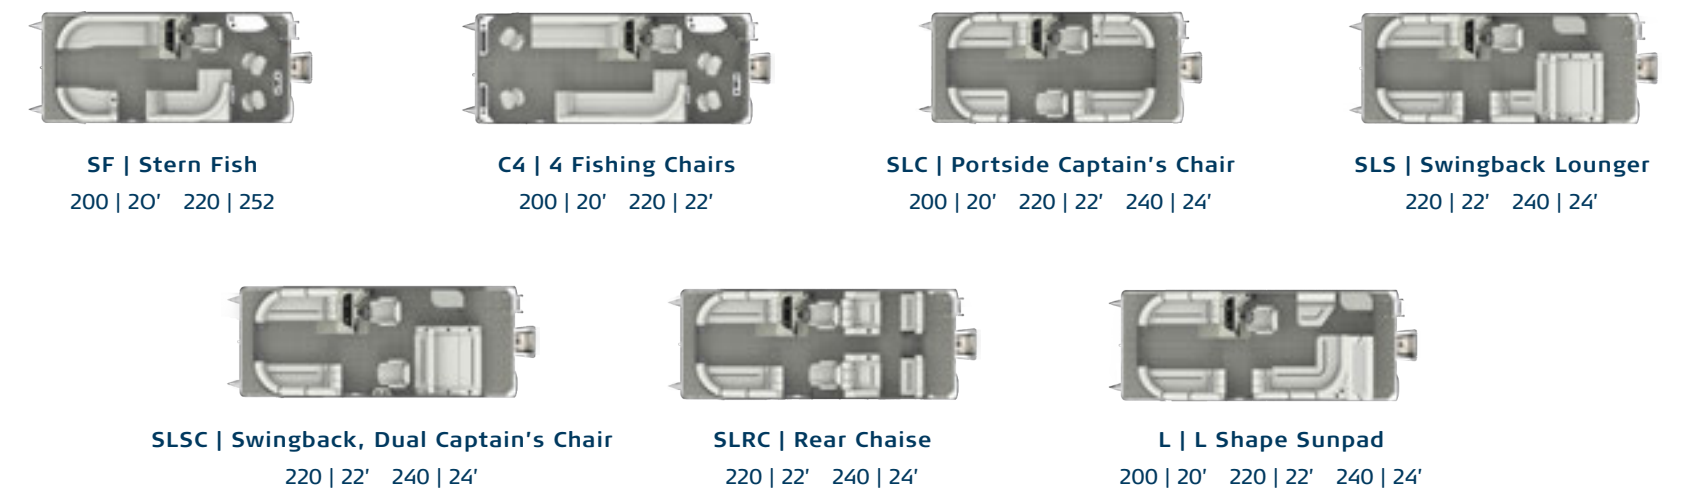 SF | Stern Fish
200 | 20' 220 | 252
C4 | 4 Fishing Chairs
200 | 20' 220 | 22'
SLC | Portside Captain's Chair
200 | 20' 220 | 22' 240 | 24'
SLS | Swingback Lounger
220 | 22' 240 | 24'
SLSC | Swingback, Dual Captain's Chair
220 | 22' 240 | 24'
SLRC | Rear Chaise
220 | 22' 240 | 24'
L | L Shape Sunpad
200 | 20' 220 | 22' 240 | 24'